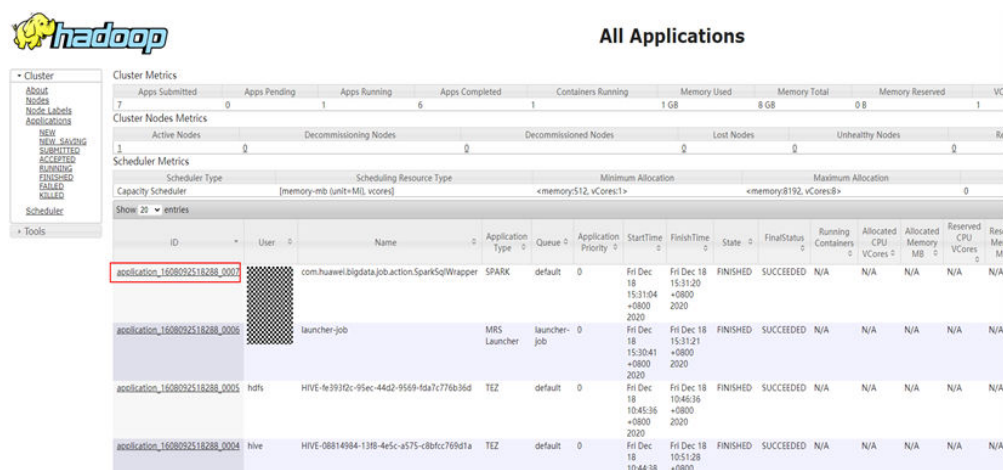 hadoop
All Applications
Cluster
About
Nodes
Node Labels
Applications
NEW
NEW_SAVING
SUBMITTED
ACCEPTED
RUNNING
FINISHED
FAILED
KILLED
Scheduler
Tools
Cluster Metrics
Apps Submitted Apps Pending Apps Running Apps Completed Containers Running Memory Used Memory Total Memory Reserved VC
7 0 1 6 1 1 GB 8 GB 0 B 1
Cluster Nodes Metrics
Active Nodes Decommissioning Nodes Decommissioned Nodes Lost Nodes Unhealthy Nodes Re
1 0 0 0 0 0
Scheduler Metrics
Scheduler Type Scheduling Resource Type Minimum Allocation Maximum Allocation
Capacity Scheduler [memory-mb (unit=Mi), vcores] <memory:512, vCores:1> <memory:8192, vCores:8> 0
Show 20 entries
ID User Name Application Type Queue Application Priority StartTime FinishTime State FinalStatus Running Containers Allocated CPU VCores Allocated Memory MB Reserved CPU VCores Res Me M
application_1608092518288_0007 com.huawei.bigdata.job.action.SparkSqlWrapper SPARK default 0 Fri Dec 18 15:31:04 +0800 2020 Fri Dec 18 15:31:20 +0800 2020 FINISHED SUCCEEDED N/A N/A N/A N/A N/A
application_1608092518288_0006 launcher-job MRS Launcher launcher-job 0 Fri Dec 18 15:30:41 +0800 2020 Fri Dec 18 15:31:21 +0800 2020 FINISHED SUCCEEDED N/A N/A N/A N/A N/A
application_1608092518288_0005 hdfs HIVE-fe393f2c-95ec-44d2-9569-fda7c776b36d TEZ default 0 Fri Dec 18 10:45:36 +0800 2020 Fri Dec 18 10:46:36 +0800 2020 FINISHED SUCCEEDED N/A N/A N/A N/A N/A
application_1608092518288_0004 hive HIVE-08814984-13f8-4e5c-a575-c8bfcc769d1a TEZ default 0 Fri Dec 18 10:44:38 Fri Dec 18 10:51:28 +0800 FINISHED SUCCEEDED N/A N/A N/A N/A N/A